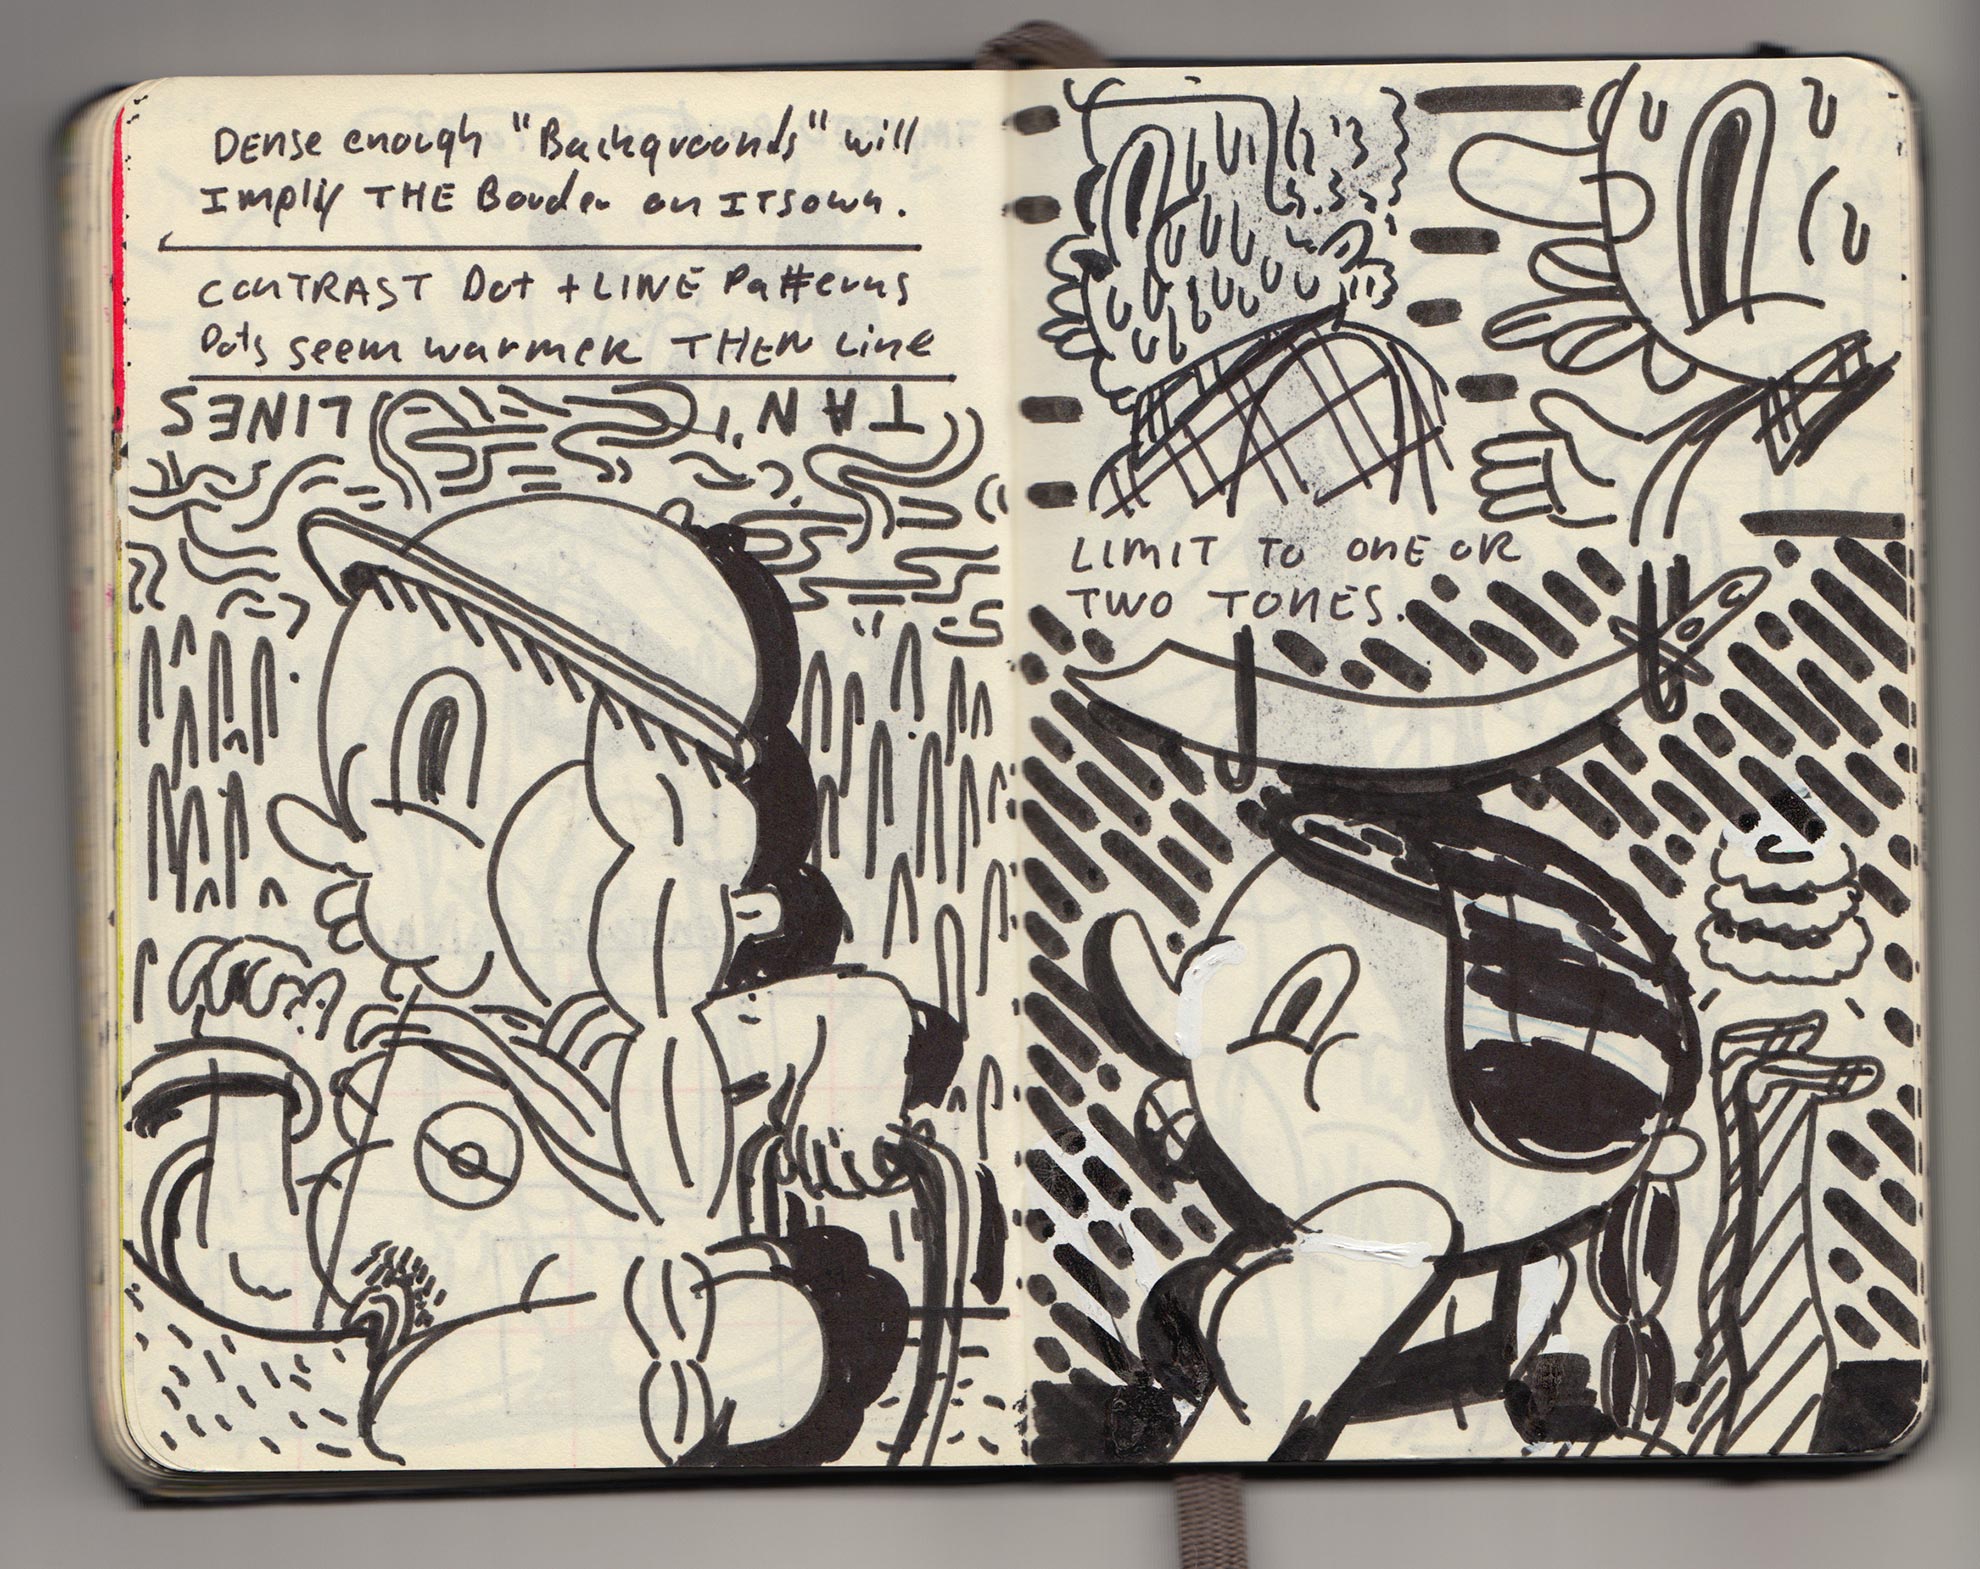 Dense enough "Backgrounds" will
Imply THE Border on ITSown.
CONTRAST Dot + LINE Patterns
Dots seem warmer THEN Line
TAN" LINES
LIMIT TO ONE OR
TWO TONES.